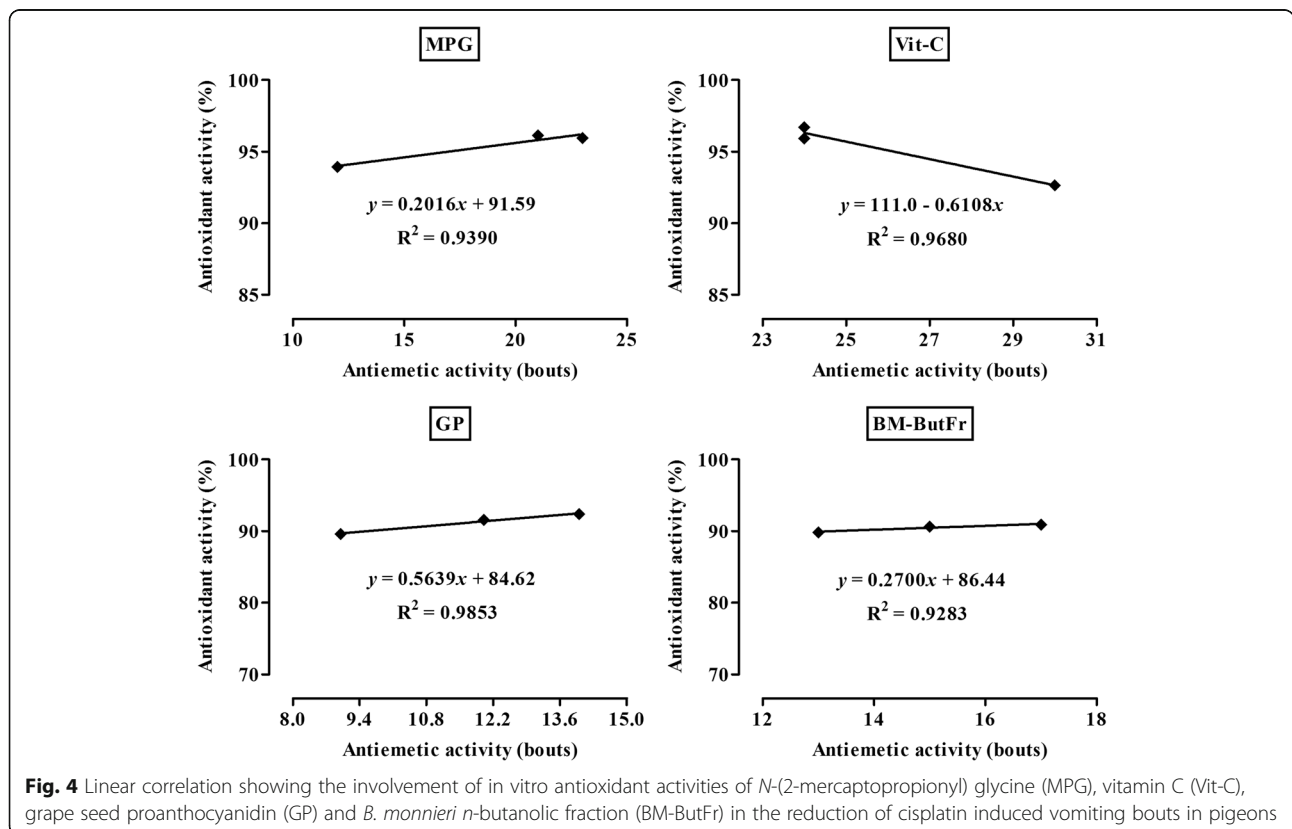 MPG
Antioxidant activity (%)
100
95
90
85
y = 0.2016x + 91.59
R² = 0.9390
10 15 20 25
Antiemetic activity (bouts)
Vit-C
Antioxidant activity (%)
100
95
90
85
y = 111.0 - 0.6108x
R² = 0.9680
23 25 27 29 31
Antiemetic activity (bouts)
GP
Antioxidant activity (%)
100
90
80
70
y = 0.5639x + 84.62
R² = 0.9853
8.0 9.4 10.8 12.2 13.6 15.0
Antiemetic activity (bouts)
BM-ButFr
Antioxidant activity (%)
100
90
80
70
y = 0.2700x + 86.44
R² = 0.9283
12 14 16 18
Antiemetic activity (bouts)
Fig. 4 Linear correlation showing the involvement of in vitro antioxidant activities of N-(2-mercaptopropionyl) glycine (MPG), vitamin C (Vit-C),
grape seed proanthocyanidin (GP) and B. monnieri n-butanolic fraction (BM-ButFr) in the reduction of cisplatin induced vomiting bouts in pigeons